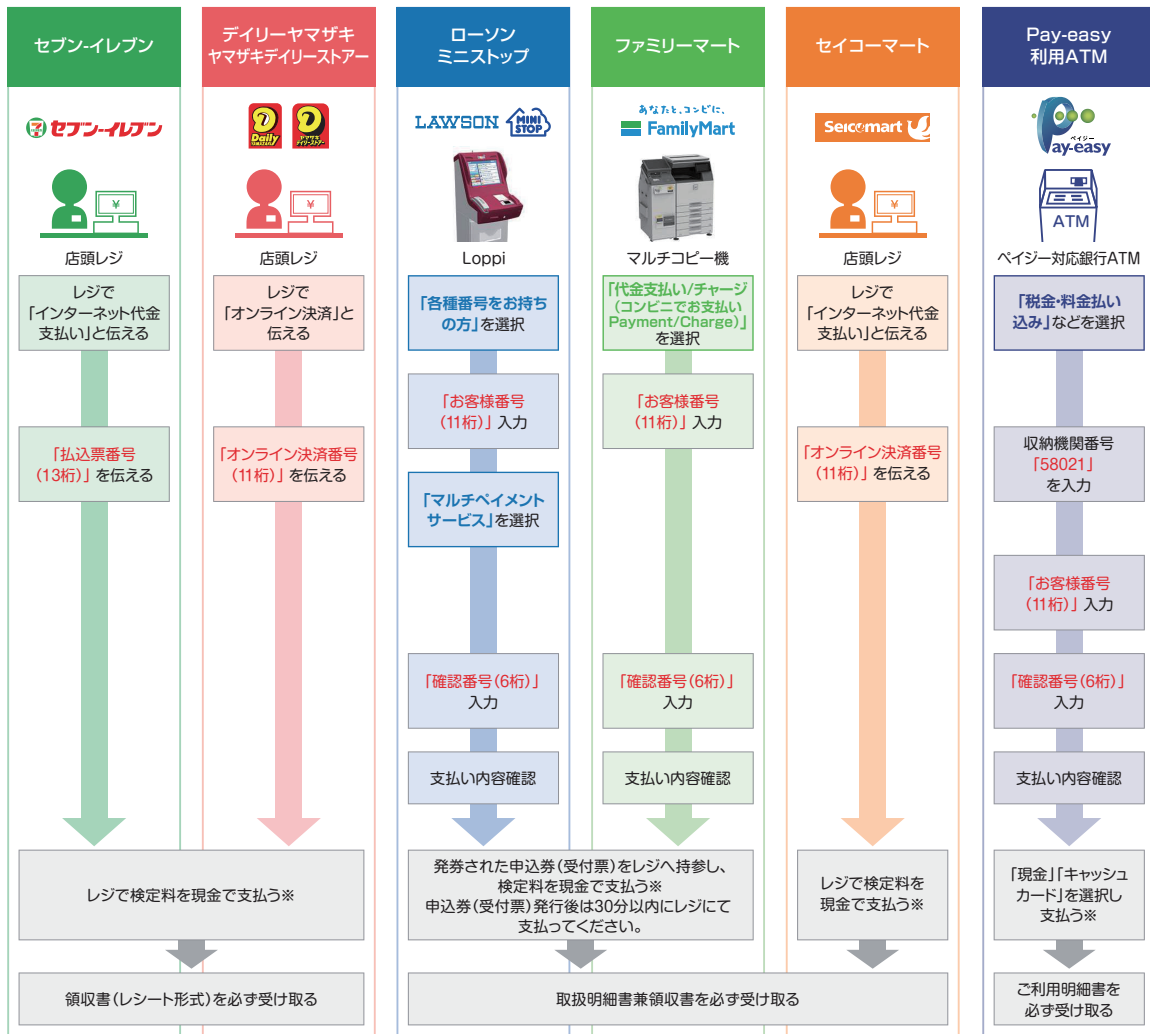 セブン-イレブン
デイリーヤマザキ
ヤマザキデイリーストアー
ローソン
ミニストップ
ファミリーマート
セイコーマート
Pay-easy
利用ATM
セブン-イレブン
Daily
ヤマザキ
デイリーストアー
LAWSON
MINI
STOP
あなたと、コンビに、
FamilyMart
Seicomart
ペイジー
Pay-easy
¥
¥
¥
ATM
店頭レジ
店頭レジ
Loppi
マルチコピー機
店頭レジ
ペイジー対応銀行ATM
レジで
「インターネット代金
支払い」と伝える
「払込票番号
(13桁)」を伝える
レジで
「オンライン決済」と
伝える
「オンライン決済番号
(11桁)」を伝える
レジで検定料を現金で支払う※
領収書(レシート形式)を必ず受け取る
「各種番号をお持ち
の方」を選択
「お客様番号
(11桁)」入力
「マルチペイメント
サービス」を選択
「確認番号(6桁)」
入力
支払い内容確認
「代金支払い/チャージ
(コンビニでお支払い
Payment/Charge)」
を選択
「お客様番号
(11桁)」入力
「確認番号(6桁)」
入力
支払い内容確認
発券された申込券(受付票)をレジへ持参し、
検定料を現金で支払う※
申込券(受付票)発行後は30分以内にレジにて
支払ってください。
レジで
「インターネット代金
支払い」と伝える
「オンライン決済番号
(11桁)」を伝える
レジで検定料を
現金で支払う※
取扱明細書兼領収書を必ず受け取る
「税金・料金払い
込み」などを選択
収納機関番号
「58021」
を入力
「お客様番号
(11桁)」入力
「確認番号(6桁)」
入力
支払い内容確認
「現金」「キャッシュ
カード」を選択し
支払う※
ご利用明細書を
必ず受け取る